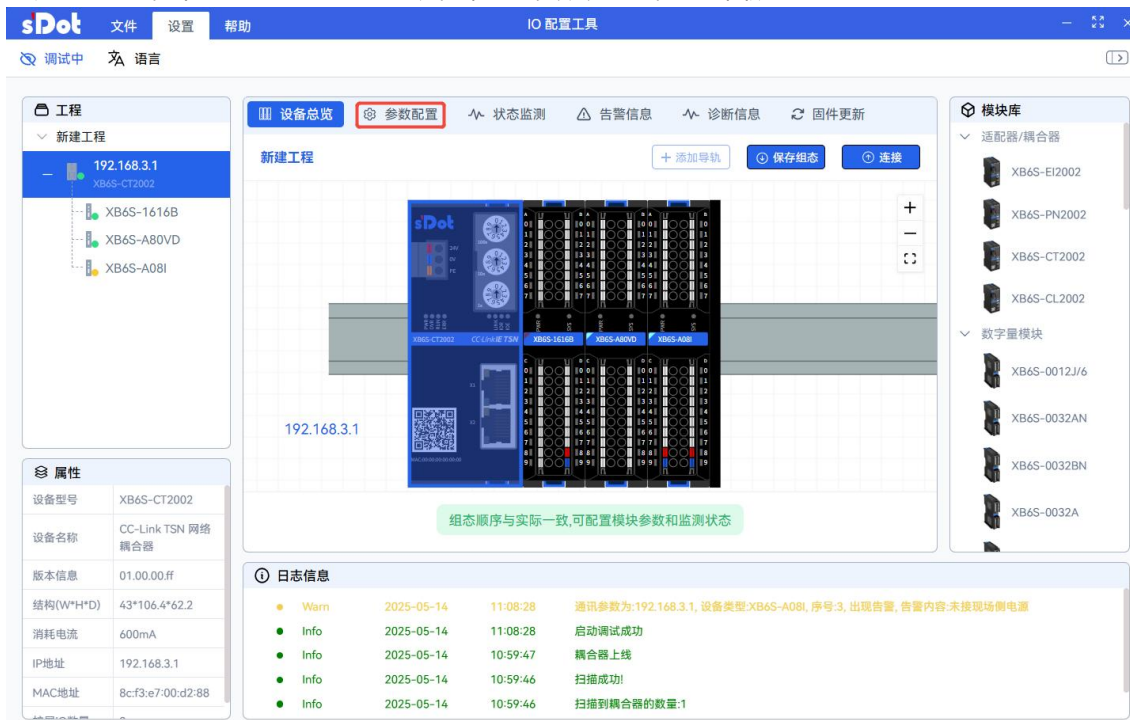 sDot 文件 设置 帮助 IO 配置工具
调试中 语言
工程
新建工程
192.168.3.1
XB6S-CT2002
XB6S-1616B
XB6S-A80VD
XB6S-A08I
属性
设备型号 XB6S-CT2002
设备名称 CC-Link TSN 网络
耦合器
版本信息 01.00.00.ff
结构(W*H*D) 43*106.4*62.2
消耗电流 600mA
IP地址 192.168.3.1
MAC地址 8c:f3:e7:00:d2:88
设备总览 参数配置 状态监测 告警信息 诊断信息 固件更新
新建工程 + 添加导轨 保存组态 连接
sDot
24V
0V
PE
XB6S-CT2002 CC-Link IE TSN XB6S-1616B XB6S-A80VD XB6S-A08I
X1
X2
192.168.3.1
组态顺序与实际一致,可配置模块参数和监测状态
日志信息
Warn 2025-05-14 11:08:28 通讯参数为:192.168.3.1, 设备类型:XB6S-A08I, 序号:3, 出现告警, 告警内容:未接现场侧电源
Info 2025-05-14 11:08:28 启动调试成功
Info 2025-05-14 10:59:47 耦合器上线
Info 2025-05-14 10:59:46 扫描成功!
Info 2025-05-14 10:59:46 扫描到耦合器的数量:1
模块库
适配器/耦合器
XB6S-EI2002
XB6S-PN2002
XB6S-CT2002
XB6S-CL2002
数字量模块
XB6S-0012J/6
XB6S-0032AN
XB6S-0032BN
XB6S-0032A